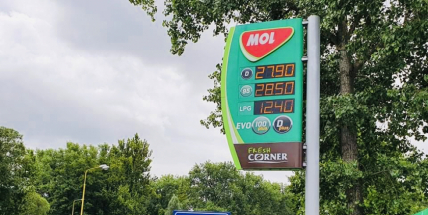 MOL
D 27.90
95 28.50
LPG 12.40
EVO 100 D
FRESH
CORNER